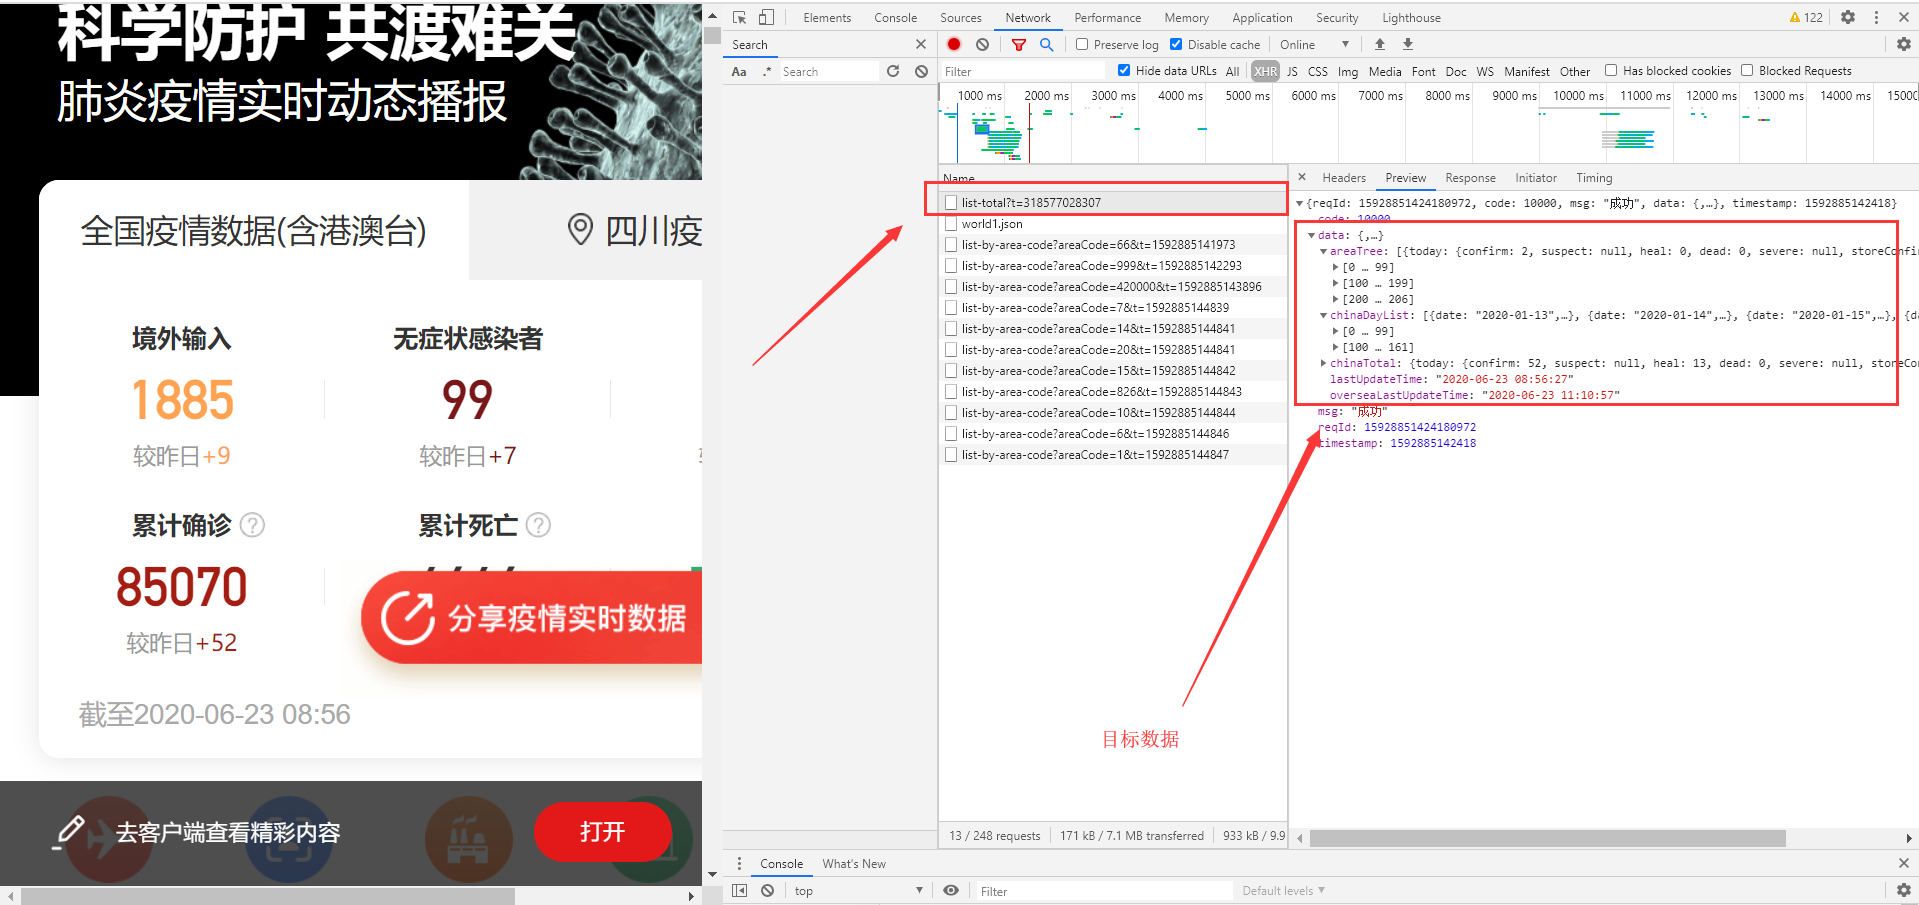 科学防护 共渡难关
肺炎疫情实时动态播报
全国疫情数据(含港澳台)
四川疫
境外输入
无症状感染者
1885
99
较昨日+9
较昨日+7
累计确诊 ?
累计死亡 ?
85070
分享疫情实时数据
较昨日+52
截至2020-06-23 08:56
去客户端查看精彩内容
打开
Elements Console Sources Network Performance Memory Application Security Lighthouse
122
Search
Preserve log Disable cache Online
Aa .* Search
Filter Hide data URLs All XHR JS CSS Img Media Font Doc WS Manifest Other Has blocked cookies Blocked Requests
1000 ms 2000 ms 3000 ms 4000 ms 5000 ms 6000 ms 7000 ms 8000 ms 9000 ms 10000 ms 11000 ms 12000 ms 13000 ms 14000 ms 1500
Name
list-total?t=318577028307
world1.json
list-by-area-code?areaCode=66&t=1592885141973
list-by-area-code?areaCode=999&t=1592885142293
list-by-area-code?areaCode=420000&t=1592885143896
list-by-area-code?areaCode=7&t=1592885144839
list-by-area-code?areaCode=14&t=1592885144841
list-by-area-code?areaCode=20&t=1592885144841
list-by-area-code?areaCode=15&t=1592885144842
list-by-area-code?areaCode=826&t=1592885144843
list-by-area-code?areaCode=10&t=1592885144844
list-by-area-code?areaCode=6&t=1592885144846
list-by-area-code?areaCode=1&t=1592885144847
Headers Preview Response Initiator Timing
{reqId: 15928851424180972, code: 10000, msg: "成功", data: {,…}, timestamp: 1592885142418}
code: 10000
data: {,…}
areaTree: [{today: {confirm: 2, suspect: null, heal: 0, dead: 0, severe: null, storeConfir
[0 … 99]
[100 … 199]
[200 … 206]
chinaDayList: [{date: "2020-01-13",…}, {date: "2020-01-14",…}, {date: "2020-01-15",…}, {da
[0 … 99]
[100 … 161]
chinaTotal: {today: {confirm: 52, suspect: null, heal: 13, dead: 0, severe: null, storeCon
lastUpdateTime: "2020-06-23 08:56:27"
overseaLastUpdateTime: "2020-06-23 11:10:57"
msg: "成功"
reqId: 15928851424180972
timestamp: 1592885142418
目标数据
13 / 248 requests 171 kB / 7.1 MB transferred 933 kB / 9.9
Console What's New
top Filter Default levels